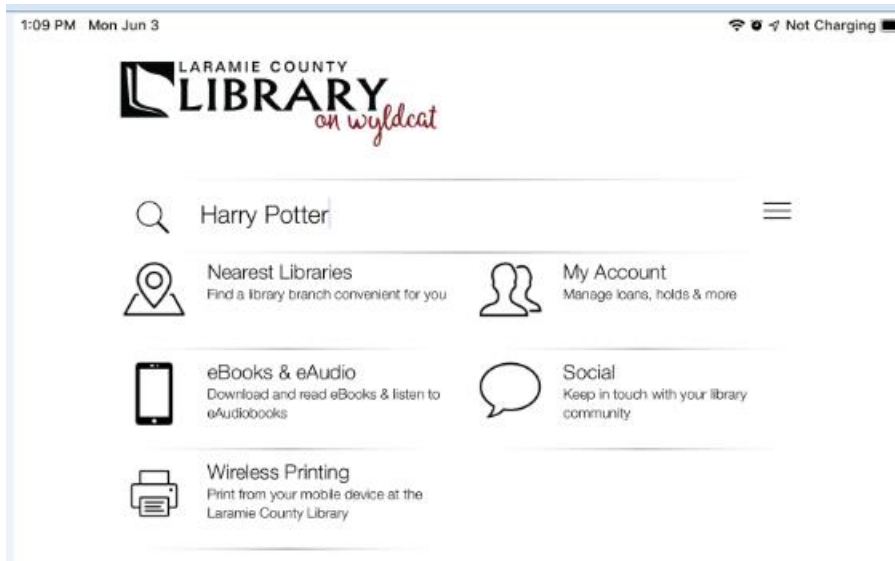 1:09 PM Mon Jun 3
Not Charging
LARAMIE COUNTY
LIBRARY
on wyldcat
Harry Potter
Nearest Libraries
Find a library branch convenient for you
My Account
Manage loans, holds & more
eBooks & eAudio
Download and read eBooks & listen to
eAudiobooks
Social
Keep in touch with your library
community
Wireless Printing
Print from your mobile device at the
Laramie County Library